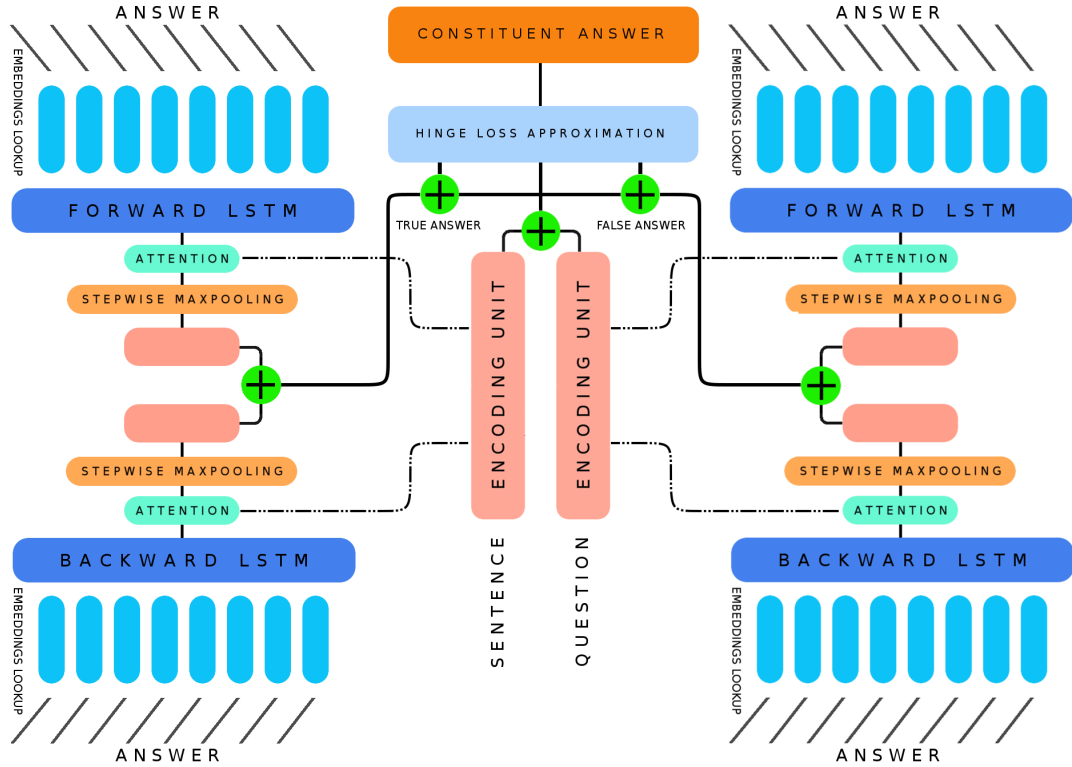 ANSWER
EMBEDDINGS LOOKUP
FORWARD LSTM
ATTENTION
STEPWISE MAXPOOLING
STEPWISE MAXPOOLING
ATTENTION
BACKWARD LSTM
EMBEDDINGS LOOKUP
ANSWER
CONSTITUENT ANSWER
HINGE LOSS APPROXIMATION
TRUE ANSWER
FALSE ANSWER
ENCODING UNIT
ENCODING UNIT
SENTENCE
QUESTION
ANSWER
EMBEDDINGS LOOKUP
FORWARD LSTM
ATTENTION
STEPWISE MAXPOOLING
STEPWISE MAXPOOLING
ATTENTION
BACKWARD LSTM
EMBEDDINGS LOOKUP
ANSWER